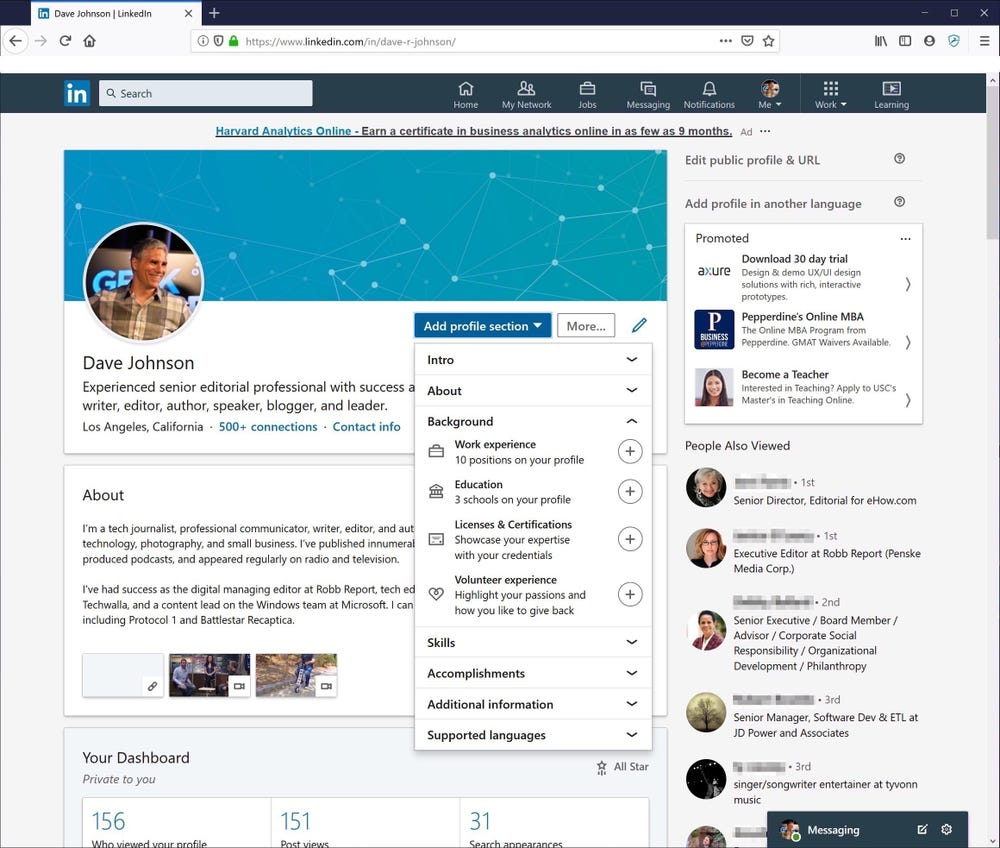 Dave Johnson | LinkedIn
https://www.linkedin.com/in/dave-r-johnson/
in
Search
Home
My Network
Jobs
Messaging
Notifications
Me
Work
Learning
Harvard Analytics Online - Earn a certificate in business analytics online in as few as 9 months. Ad ···
Dave Johnson
Experienced senior editorial professional with success a
writer, editor, author, speaker, blogger, and leader.
Los Angeles, California · 500+ connections · Contact info
Add profile section
More...
Intro
About
Background
Work experience
10 positions on your profile
Education
3 schools on your profile
Licenses & Certifications
Showcase your expertise
with your credentials
Volunteer experience
Highlight your passions and
how you like to give back
Skills
Accomplishments
Additional information
Supported languages
About
I'm a tech journalist, professional communicator, writer, editor, and aut
technology, photography, and small business. I've published innumerab
produced podcasts, and appeared regularly on radio and television.
I've had success as the digital managing editor at Robb Report, tech ed
Techwalla, and a content lead on the Windows team at Microsoft. I can
including Protocol 1 and Battlestar Recaptica.
Your Dashboard
Private to you
All Star
156
Who viewed your profile
151
Post views
31
Search appearances
Edit public profile & URL
Add profile in another language
Promoted
axure
Download 30 day trial
Design & demo UX/UI design
solutions with rich, interactive
prototypes.
P
BUSINESS
Pepperdine's Online MBA
The Online MBA Program from
Pepperdine. GMAT Waivers Available.
Become a Teacher
Interested in Teaching? Apply to USC's
Master's in Teaching Online.
People Also Viewed
• 1st
Senior Director, Editorial for eHow.com
• 1st
Executive Editor at Robb Report (Penske
Media Corp.)
• 2nd
Senior Executive / Board Member /
Advisor / Corporate Social
Responsibility / Organizational
Development / Philanthropy
• 3rd
Senior Manager, Software Dev & ETL at
JD Power and Associates
• 3rd
singer/songwriter entertainer at tyvonn
music
Messaging